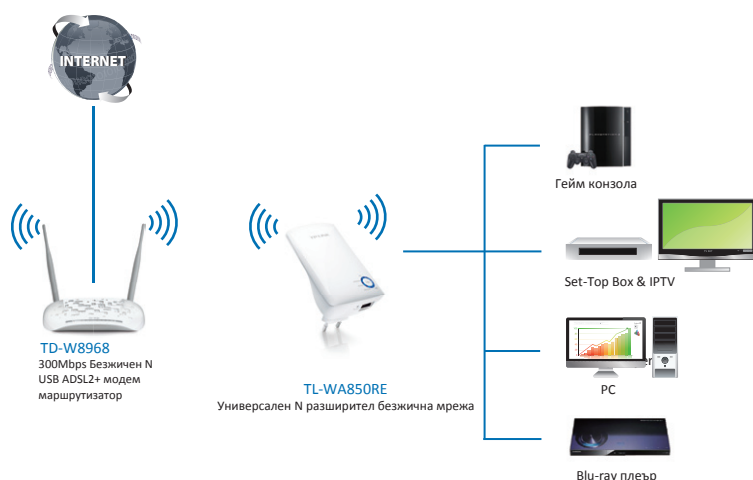 INTERNET
Гейм конзола
Set-Top Box & IPTV
TD-W8968
300Mbps Безжичен N
USB ADSL2+ модем
маршрутизатор
TL-WA850RE
Универсален N разширител безжична мрежа
PC
Blu-ray плеър